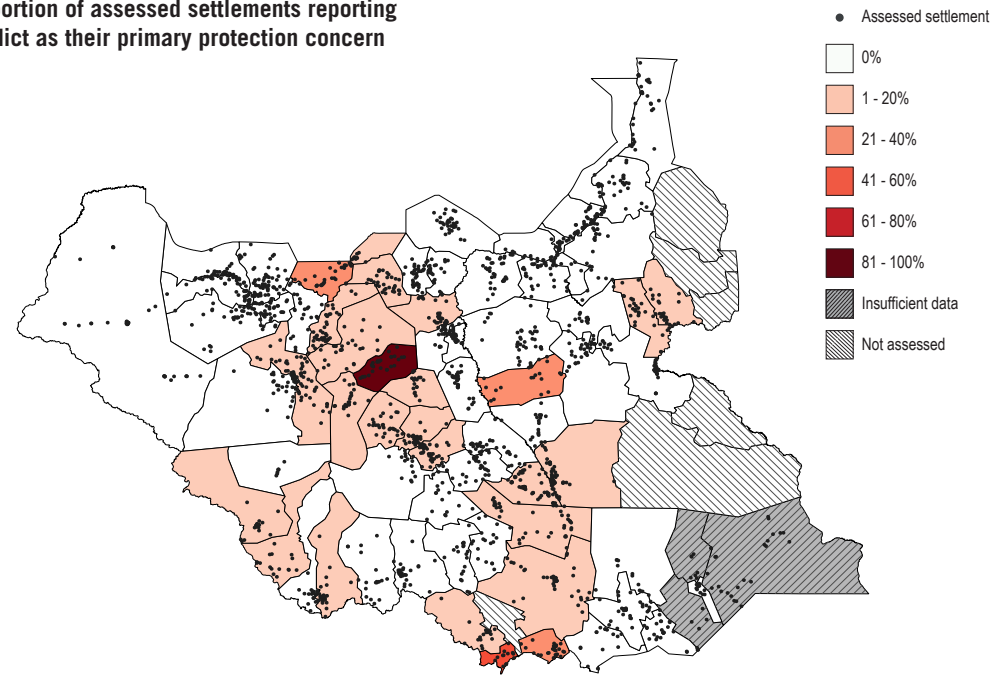 ortion of assessed settlements reporting
flict as their primary protection concern
Assessed settlement
0%
1 - 20%
21 - 40%
41 - 60%
61 - 80%
81 - 100%
Insufficient data
Not assessed